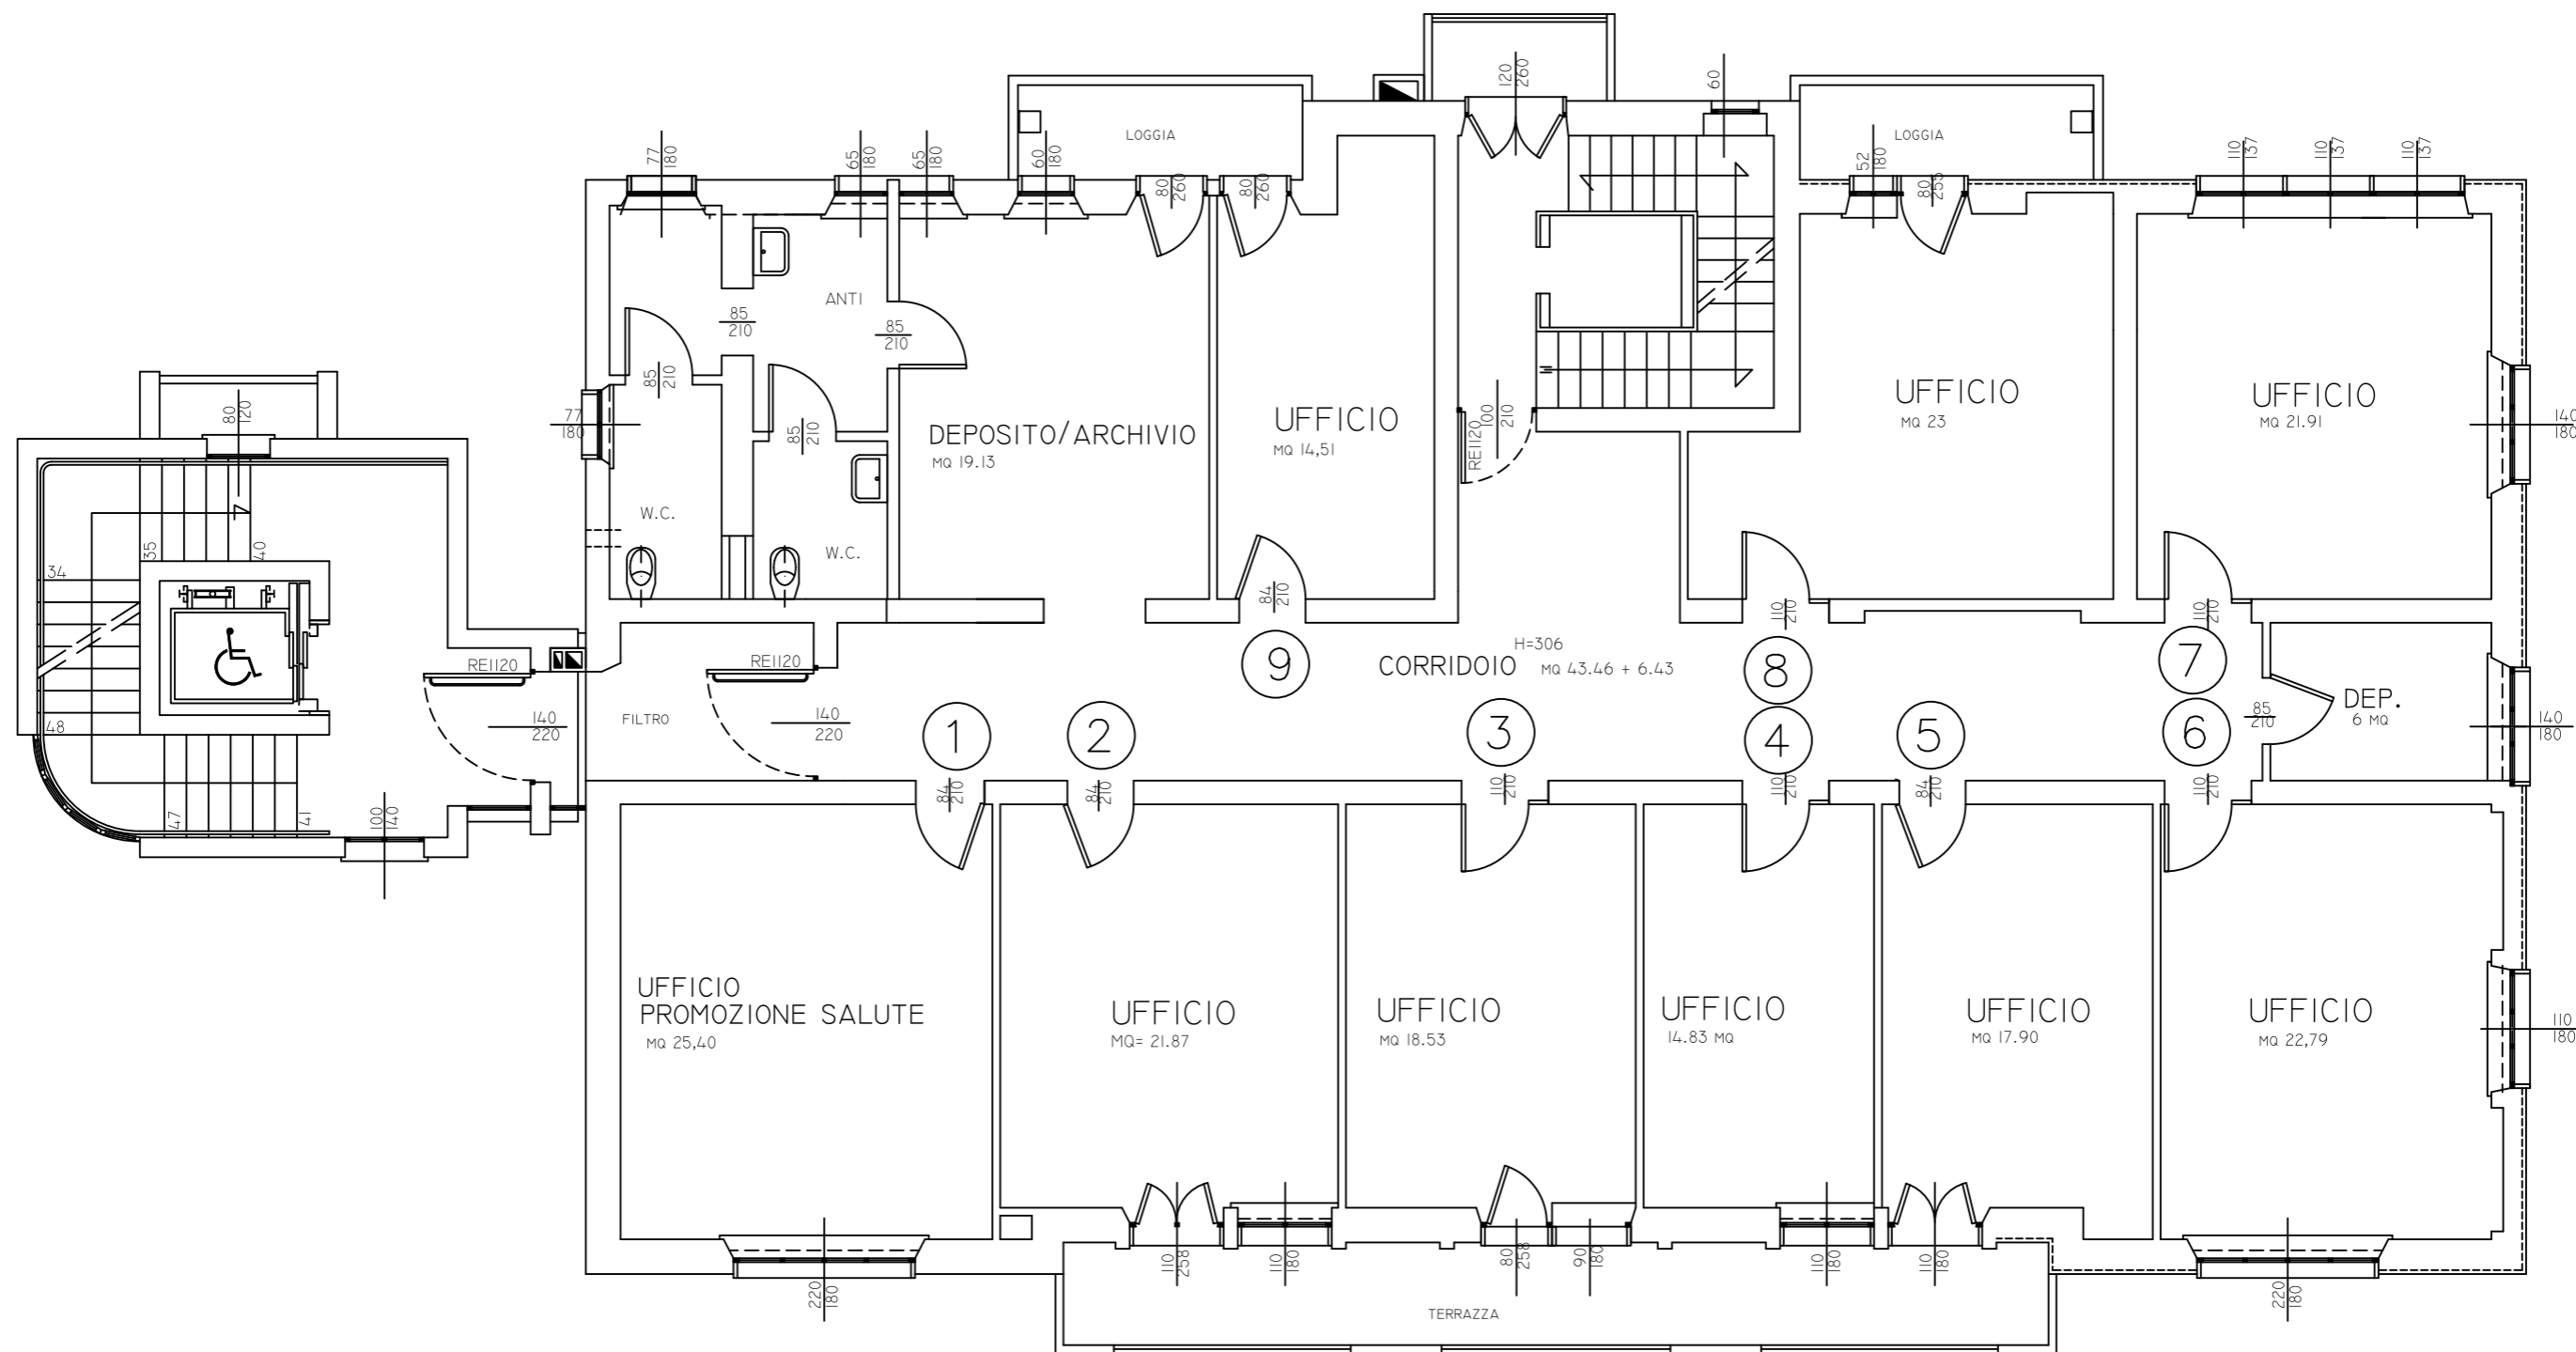 120
260
60
LOGGIA
LOGGIA
77
180
65
180
65
180
60
180
80
260
80
260
52
180
80
255
110
137
110
137
110
137
ANTI
85
210
85
210
85
210
85
210
77
180
80
120
UFFICIO
MQ 14,51
DEPOSITO/ARCHIVIO
MQ 19.13
REI120
100
210
UFFICIO
MQ 23
UFFICIO
MQ 21.91
140
180
W.C.
W.C.
35
40
34
48
47
41
84
210
110
210
110
210
REI120
REI120
140
220
FILTRO
140
220
H=306
CORRIDOIO MQ 43.46 + 6.43
9
8
7
1
2
3
4
5
6
85
210
DEP.
6 MQ
140
180
100
140
84
210
84
210
110
210
110
210
84
210
110
210
UFFICIO
PROMOZIONE SALUTE
MQ 25,40
UFFICIO
MQ= 21.87
UFFICIO
MQ 18.53
UFFICIO
14.83 MQ
UFFICIO
MQ 17.90
UFFICIO
MQ 22,79
110
180
220
180
110
258
110
180
80
258
90
180
110
180
110
180
220
180
TERRAZZA